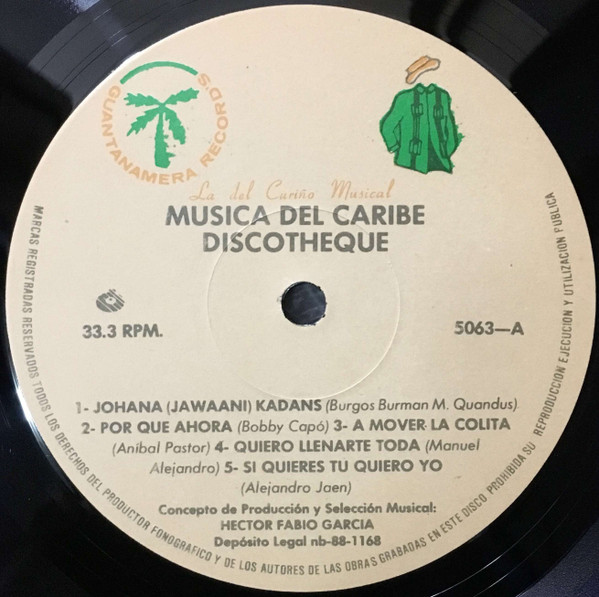 GUANTANAMERA RECORD'S
La del Cariño Musical
MUSICA DEL CARIBE
DISCOTHEQUE
33.3 RPM.
5063—A
1- JOHANA (JAWAANI) KADANS (Burgos Burman M. Quandus)
2- POR QUE AHORA (Bobby Capó) 3- A MOVER LA COLITA
(Aníbal Pastor) 4- QUIERO LLENARTE TODA (Manuel
Alejandro) 5- SI QUIERES TU QUIERO YO
(Alejandro Jaen)
Concepto de Producción y Selección Musical:
HECTOR FABIO GARCIA
Depósito Legal nb-88-1168
MARCAS REGISTRADAS RESERVADOS TODOS LOS DERECHOS DEL PRODUCTOR FONOGRAFICO Y DE LOS AUTORES DE LAS OBRAS GRABADAS EN ESTE DISCO PROHIBIDA SU REPRODUCCION EJECUCION Y UTILIZACION PUBLICA